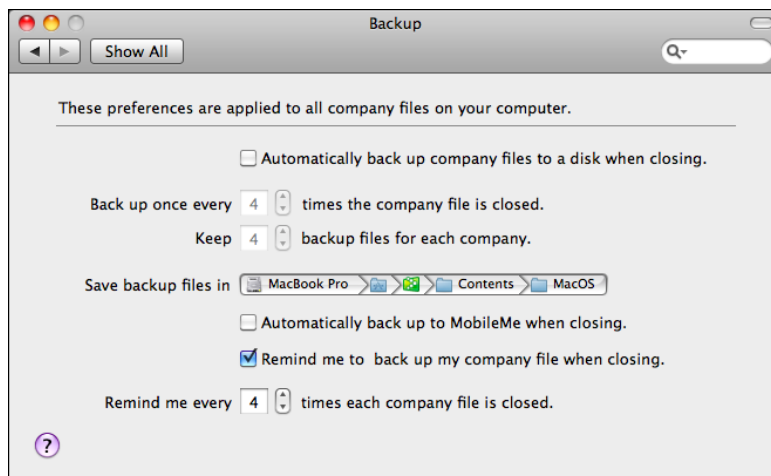 Backup
Show All
These preferences are applied to all company files on your computer.
Automatically back up company files to a disk when closing.
Back up once every 4 times the company file is closed.
Keep 4 backup files for each company.
Save backup files in MacBook Pro Contents MacOS
Automatically back up to MobileMe when closing.
Remind me to back up my company file when closing.
Remind me every 4 times each company file is closed.
?